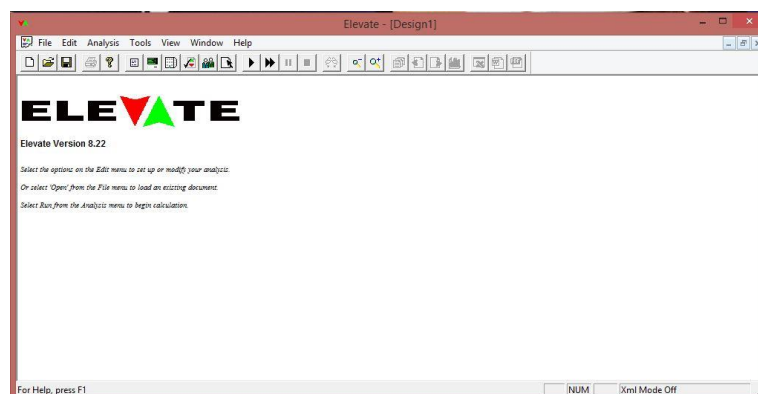 Elevate - [Design1]
File Edit Analysis Tools View Window Help
ELEVATE
Elevate Version 8.22
Select the options on the Edit menu to set up or modify your analysis.
Or select 'Open' from the File menu to load an existing document.
Select Run from the Analysis menu to begin calculation.
For Help, press F1
NUM
Xml Mode Off